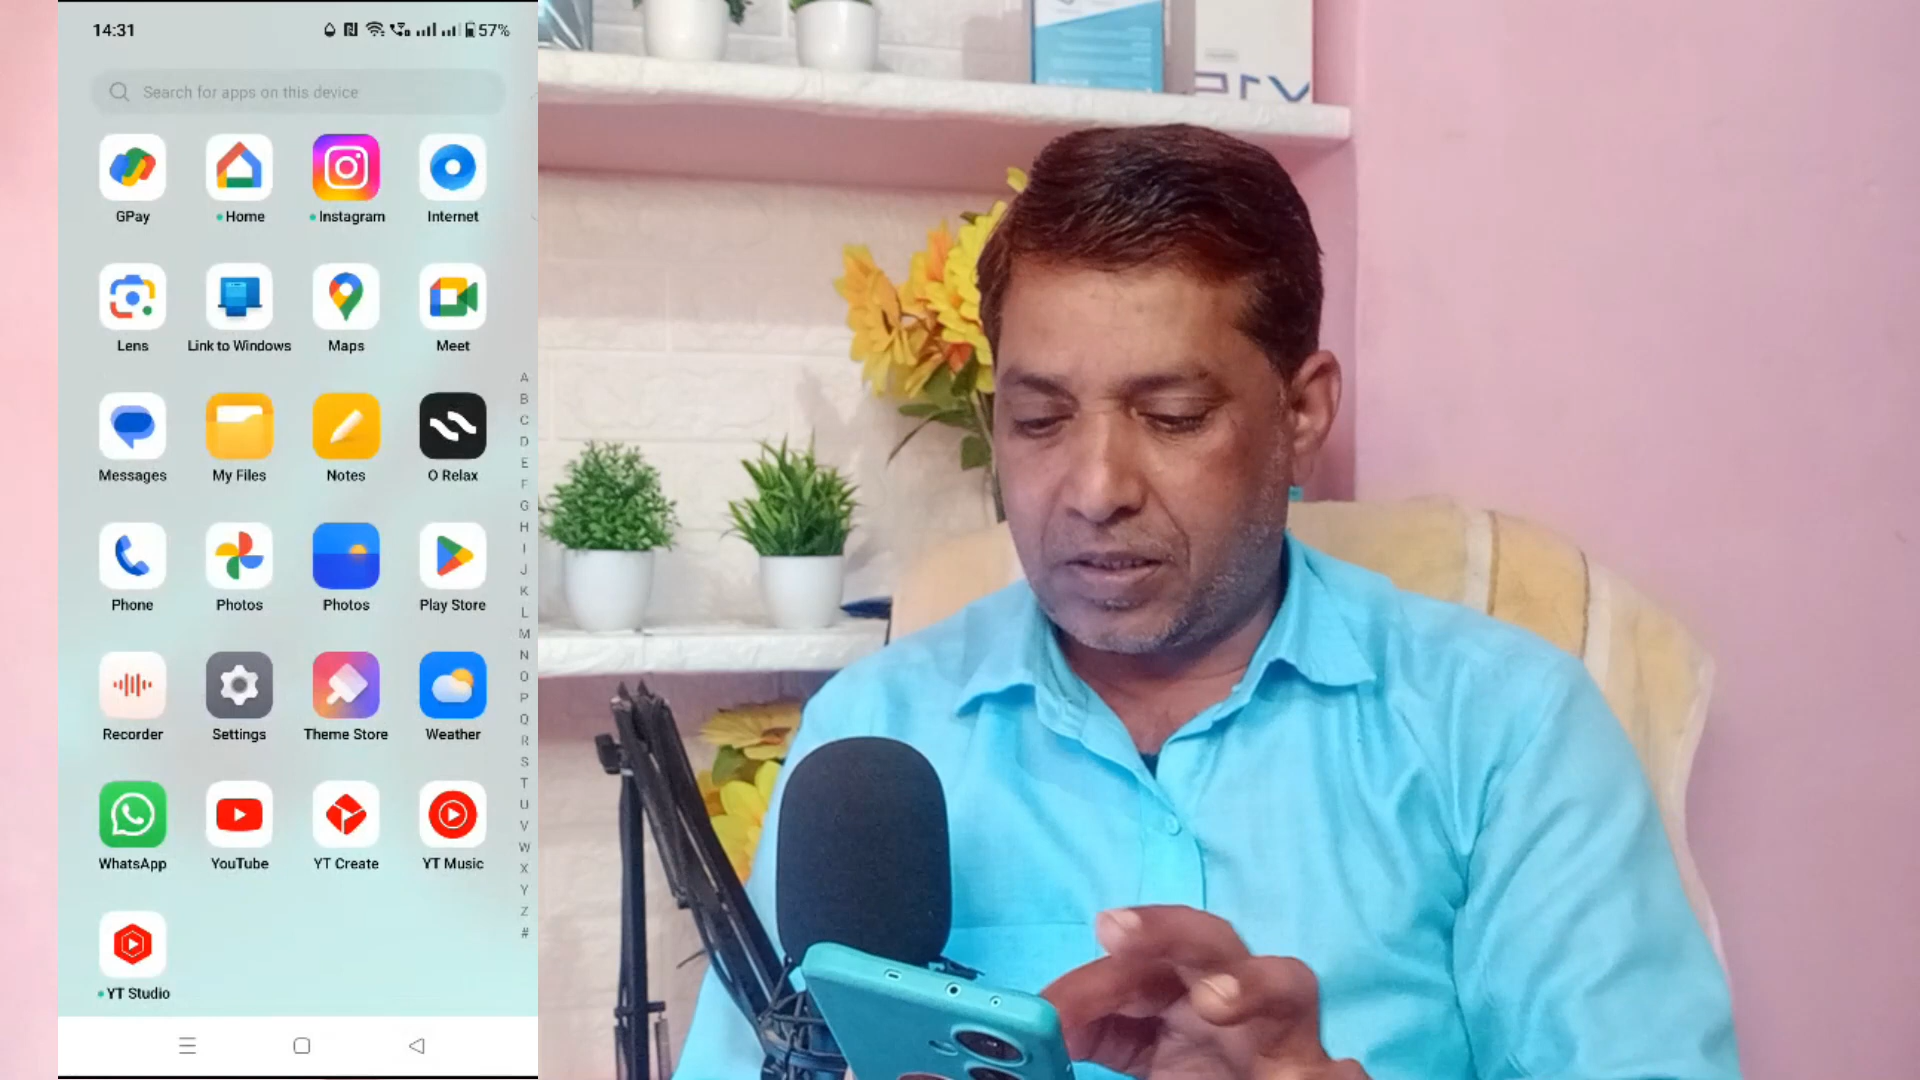 14:31 57%
Search for apps on this device
GPay Home Instagram Internet
Lens Link to Windows Maps Meet
Messages My Files Notes O Relax
Phone Photos Photos Play Store
Recorder Settings Theme Store Weather
WhatsApp YouTube YT Create YT Music
YT Studio
A
B
C
D
E
F
G
H
I
J
K
L
M
N
O
P
Q
R
S
T
U
V
W
X
Y
Z
#